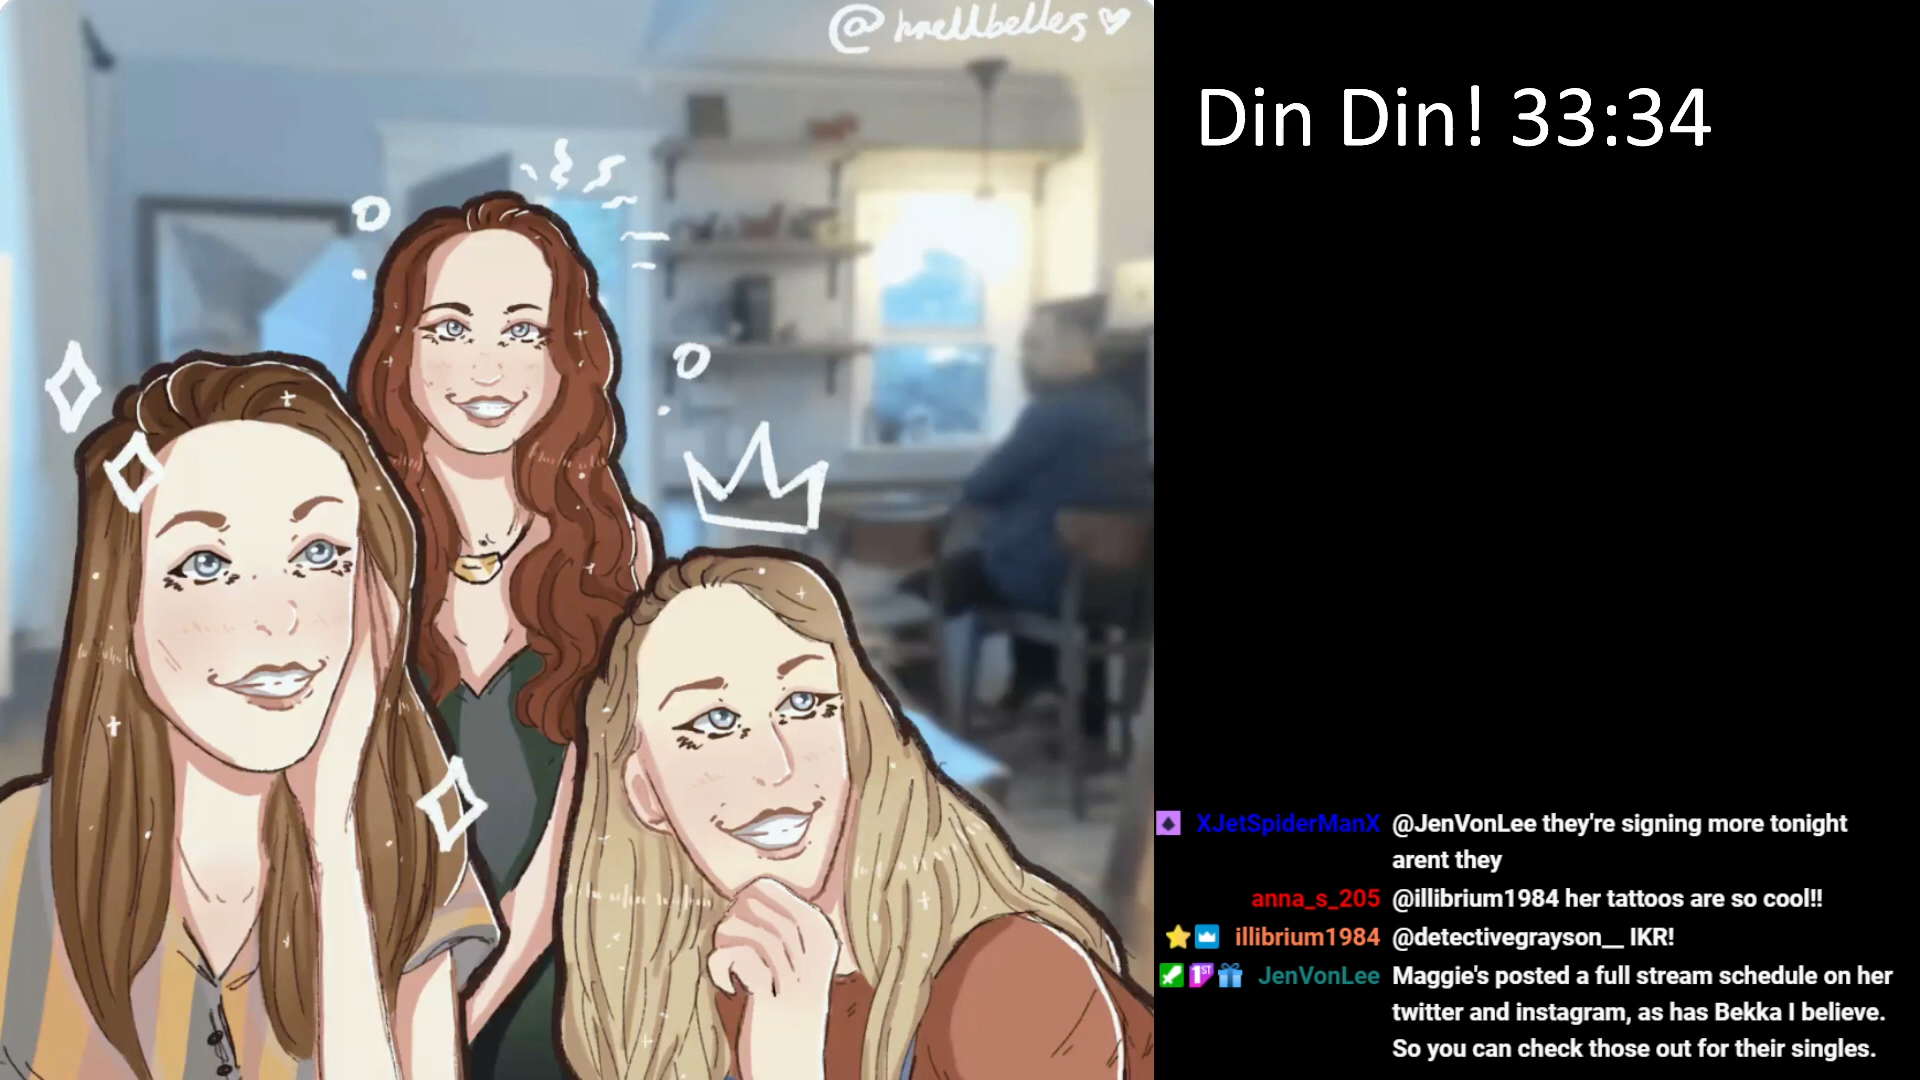 @knellbelles
Din Din! 33:34
XJetSpiderManX @JenVonLee they're signing more tonight
arent they
anna_s_205 @illibrium1984 her tattoos are so cool!!
illibrium1984 @detectivegrayson__ IKR!
1ST JenVonLee Maggie's posted a full stream schedule on her
twitter and instagram, as has Bekka I believe.
So you can check those out for their singles.